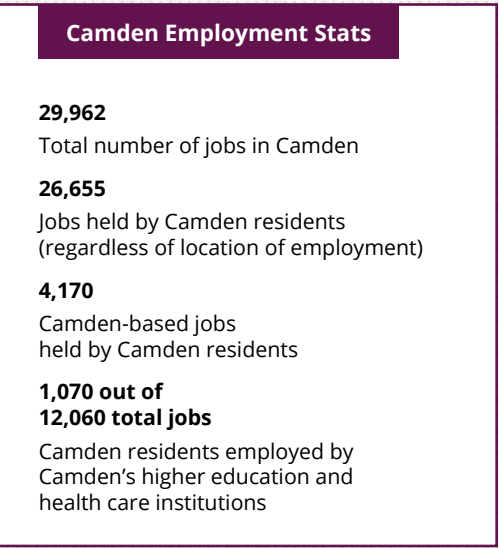 Camden Employment Stats
29,962
Total number of jobs in Camden
26,655
Jobs held by Camden residents
(regardless of location of employment)
4,170
Camden-based jobs
held by Camden residents
1,070 out of
12,060 total jobs
Camden residents employed by
Camden’s higher education and
health care institutions